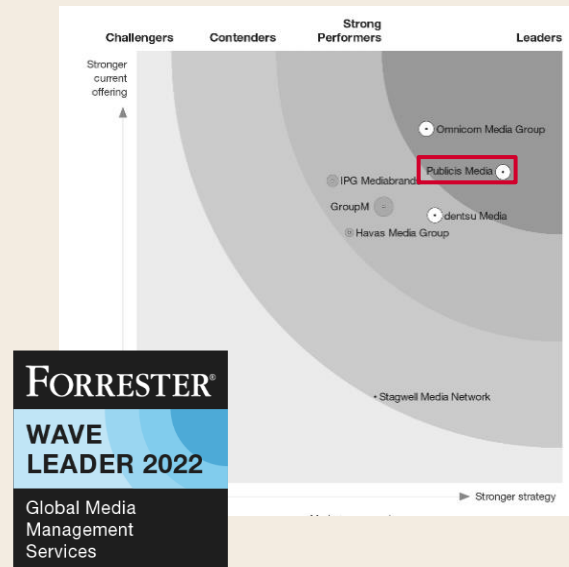 Challengers
Contenders
Strong
Performers
Leaders
Stronger
current
offering
Omnicom Media Group
Publicis Media
IPG Mediabrands
GroupM
dentsu Media
Havas Media Group
Stagwell Media Network
Stronger strategy
FORRESTER®
WAVE
LEADER 2022
Global Media
Management
Services